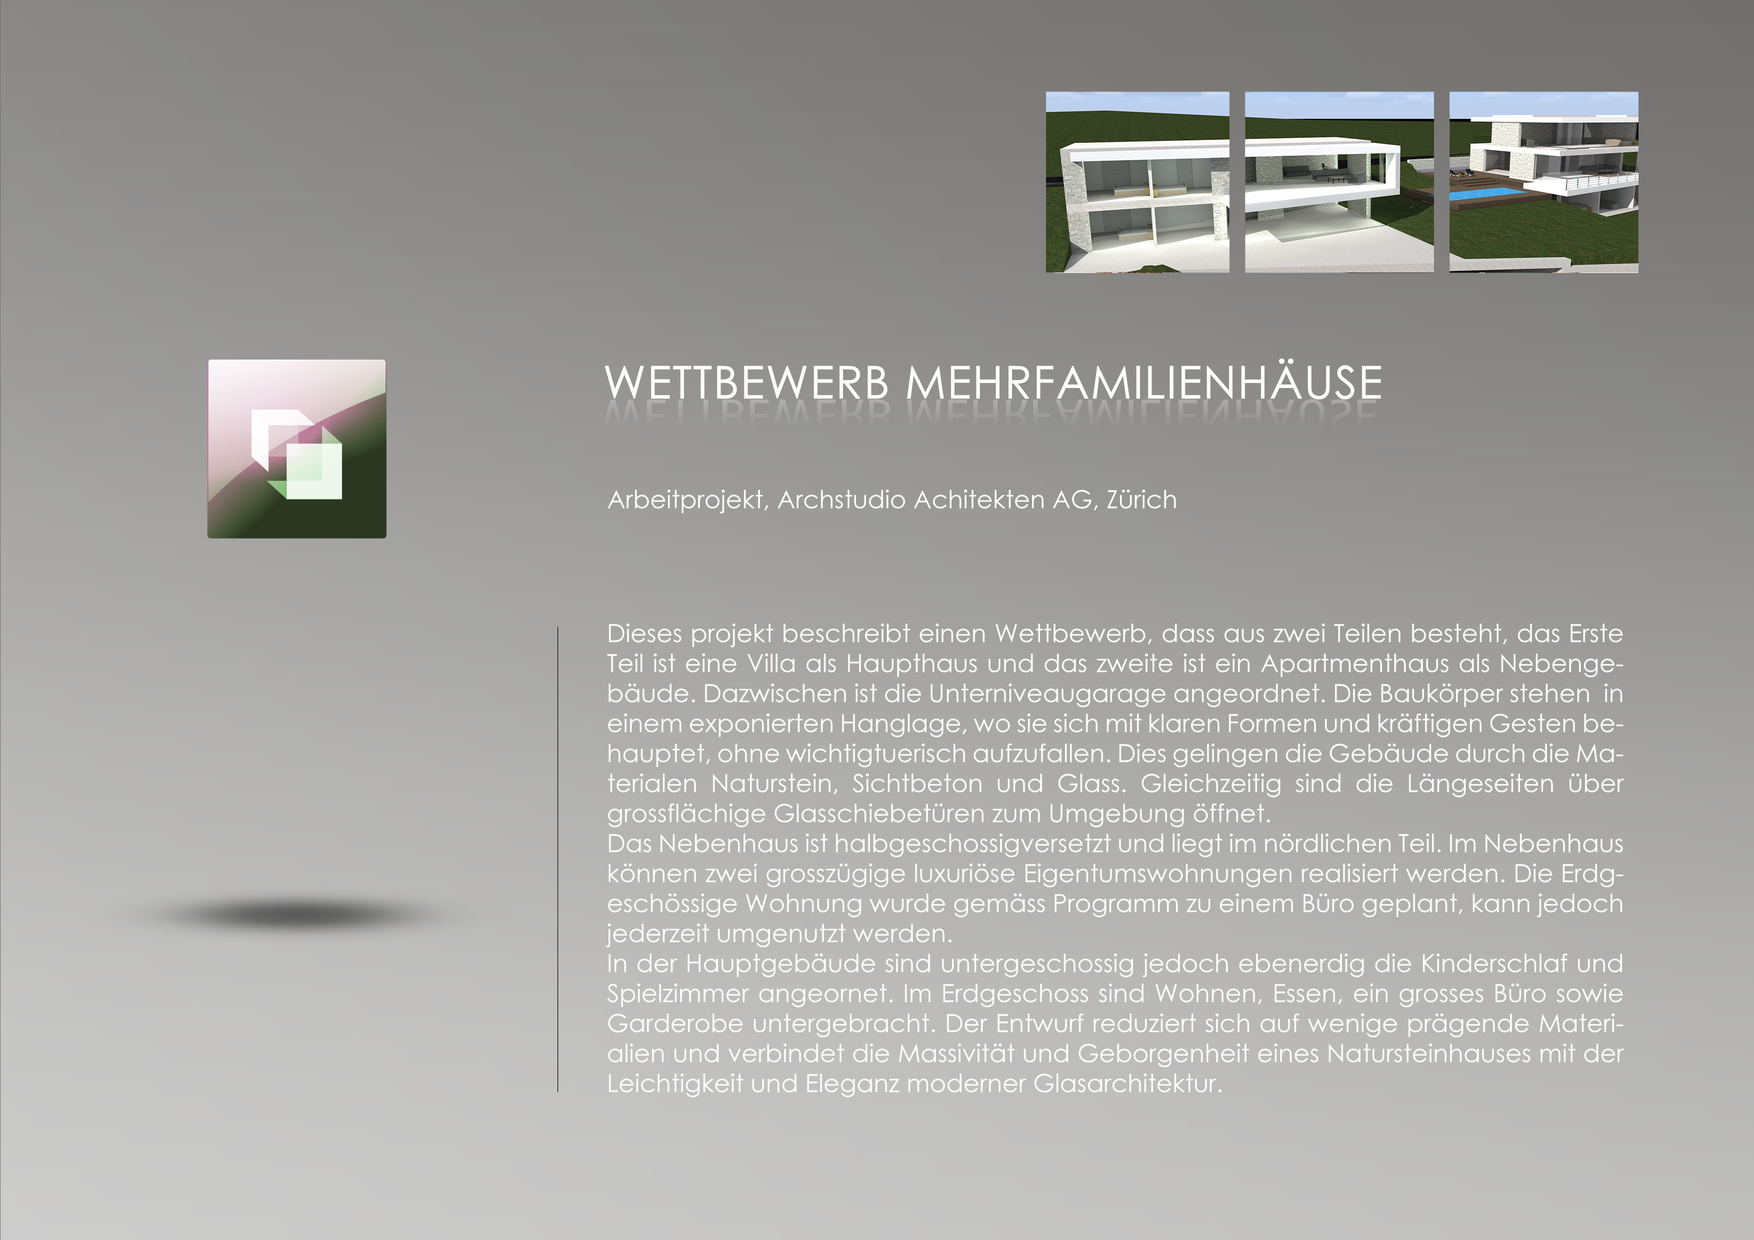 WETTBEWERB MEHRFAMILIENHÄUSE
Arbeitprojekt, Archstudio Achitekten AG, Zürich
Dieses projekt beschreibt einen Wettbewerb, dass aus zwei Teilen besteht, das Erste
Teil ist eine Villa als Haupthaus und das zweite ist ein Apartmenthaus als Nebenge-
bäude. Dazwischen ist die Unterniveaugarage angeordnet. Die Baukörper stehen in
einem exponierten Hanglage, wo sie sich mit klaren Formen und kräftigen Gesten be-
hauptet, ohne wichtigtuerisch aufzufallen. Dies gelingen die Gebäude durch die Ma-
terialen Naturstein, Sichtbeton und Glass. Gleichzeitig sind die Längeseiten über
grossflächige Glasschiebetüren zum Umgebung öffnet.
Das Nebenhaus ist halbgeschossigversetzt und liegt im nördlichen Teil. Im Nebenhaus
können zwei grosszügige luxuriöse Eigentumswohnungen realisiert werden. Die Erdg-
eschössige Wohnung wurde gemäss Programm zu einem Büro geplant, kann jedoch
jederzeit umgenutzt werden.
In der Hauptgebäude sind untergeschossig jedoch ebenerdig die Kinderschlaf und
Spielzimmer angeornet. Im Erdgeschoss sind Wohnen, Essen, ein grosses Büro sowie
Garderobe untergebracht. Der Entwurf reduziert sich auf wenige prägende Materi-
alien und verbindet die Massivität und Geborgenheit eines Natursteinhauses mit der
Leichtigkeit und Eleganz moderner Glasarchitektur.